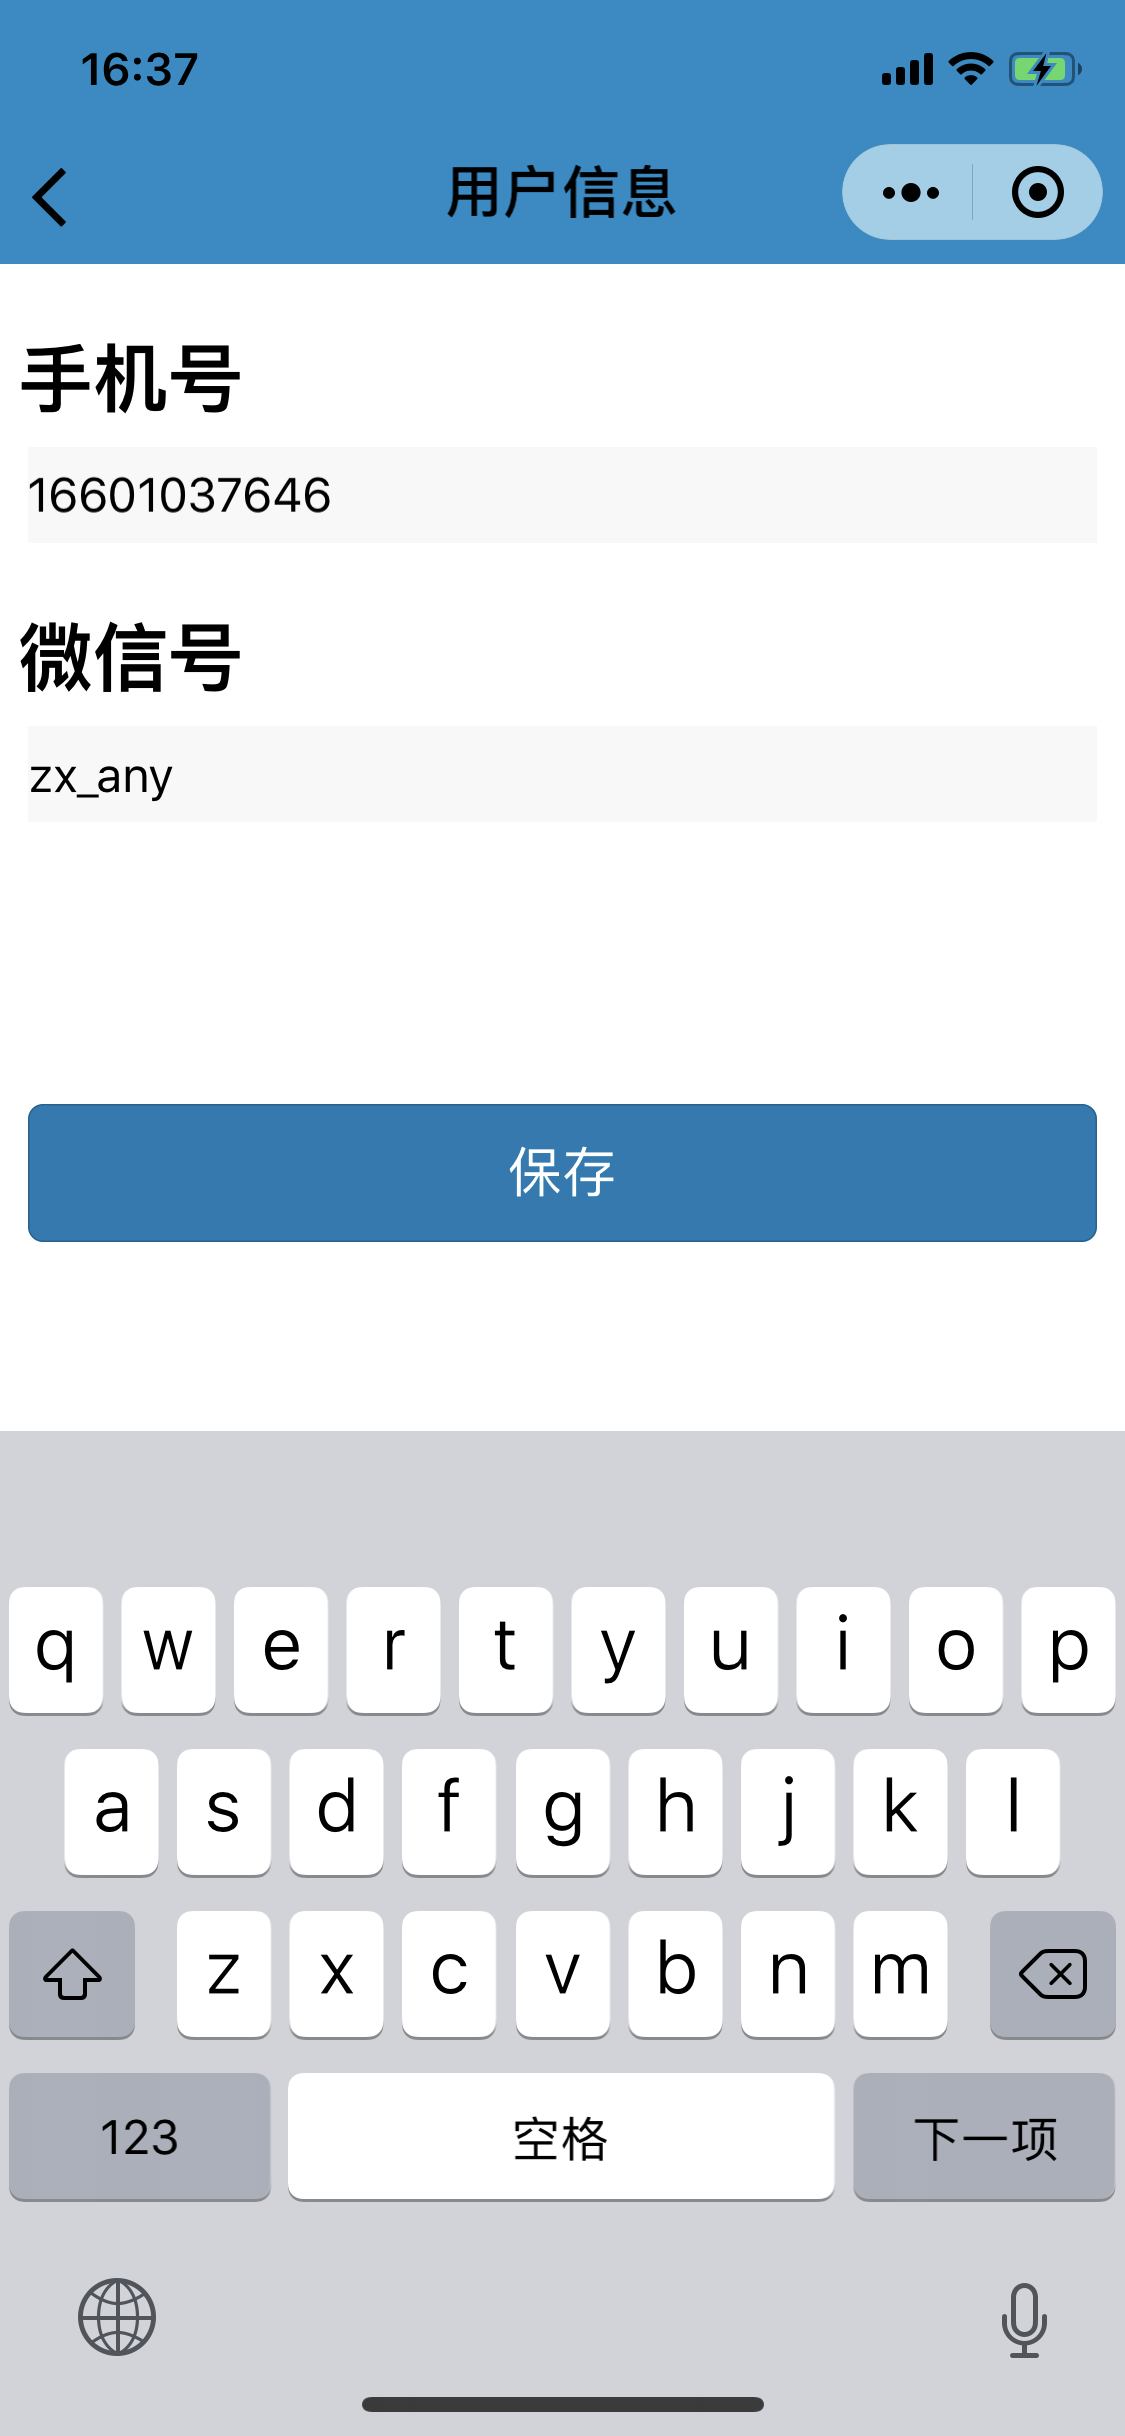 16:37
用户信息
手机号
16601037646
微信号
zx_any
保存
q w e r t y u i o p
a s d f g h j k l
z x c v b n m
123 空格 下一项